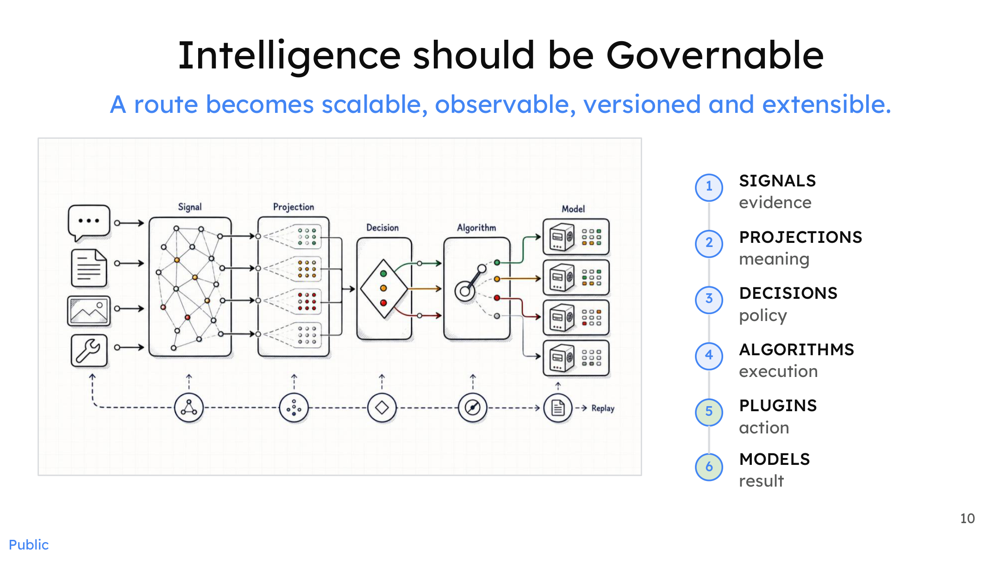 Intelligence should be Governable
A route becomes scalable, observable, versioned and extensible.
Signal
Projection
Decision
Algorithm
Model
Replay
1
SIGNALS
evidence
2
PROJECTIONS
meaning
3
DECISIONS
policy
4
ALGORITHMS
execution
5
PLUGINS
action
6
MODELS
result
10
Public